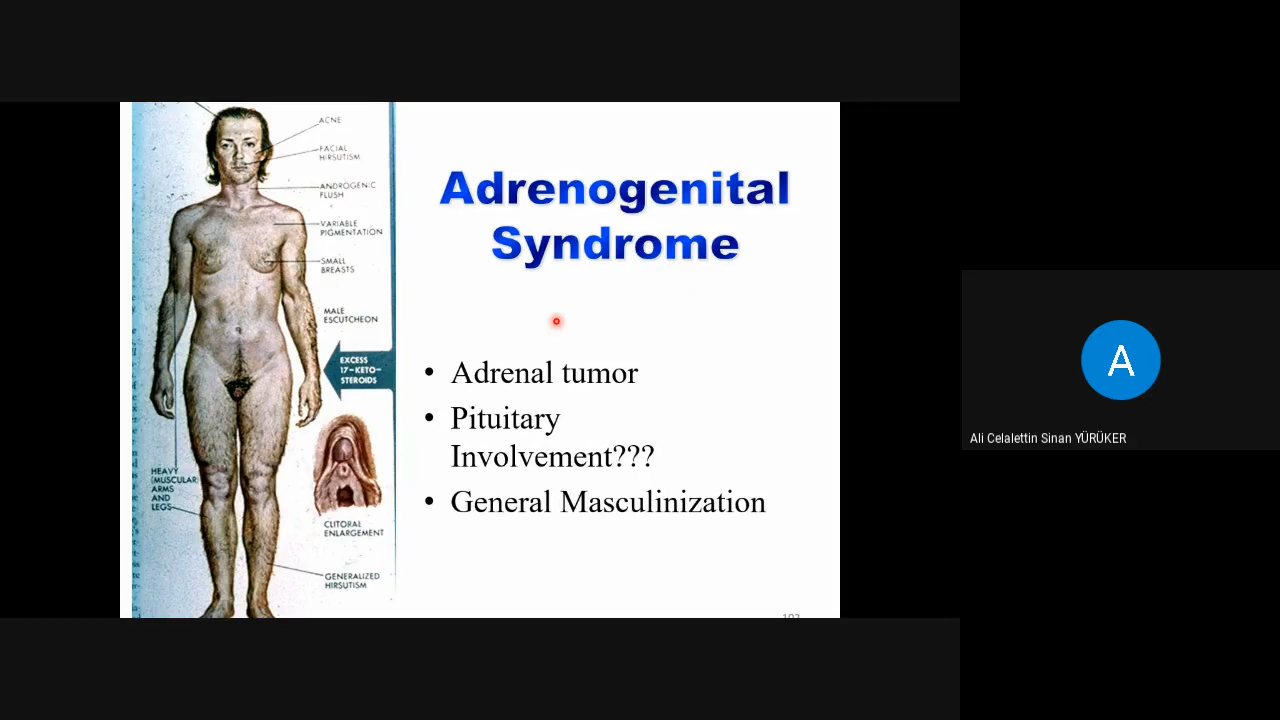 ACNE
FACIAL
HIRSUTISM
ANDROGENIC
FLUSH
VARIABLE
PIGMENTATION
SMALL
BREASTS
MALE
ESCUTCHEON
EXCESS
17-KETO-
STEROIDS
HEAVY
(MUSCULAR)
ARMS
AND
LEGS
CLITORAL
ENLARGEMENT
GENERALIZED
HIRSUTISM
Adrenogenital
Syndrome
• Adrenal tumor
• Pituitary
Involvement???
• General Masculinization
A
Ali Celalettin Sinan YÜRÜKER